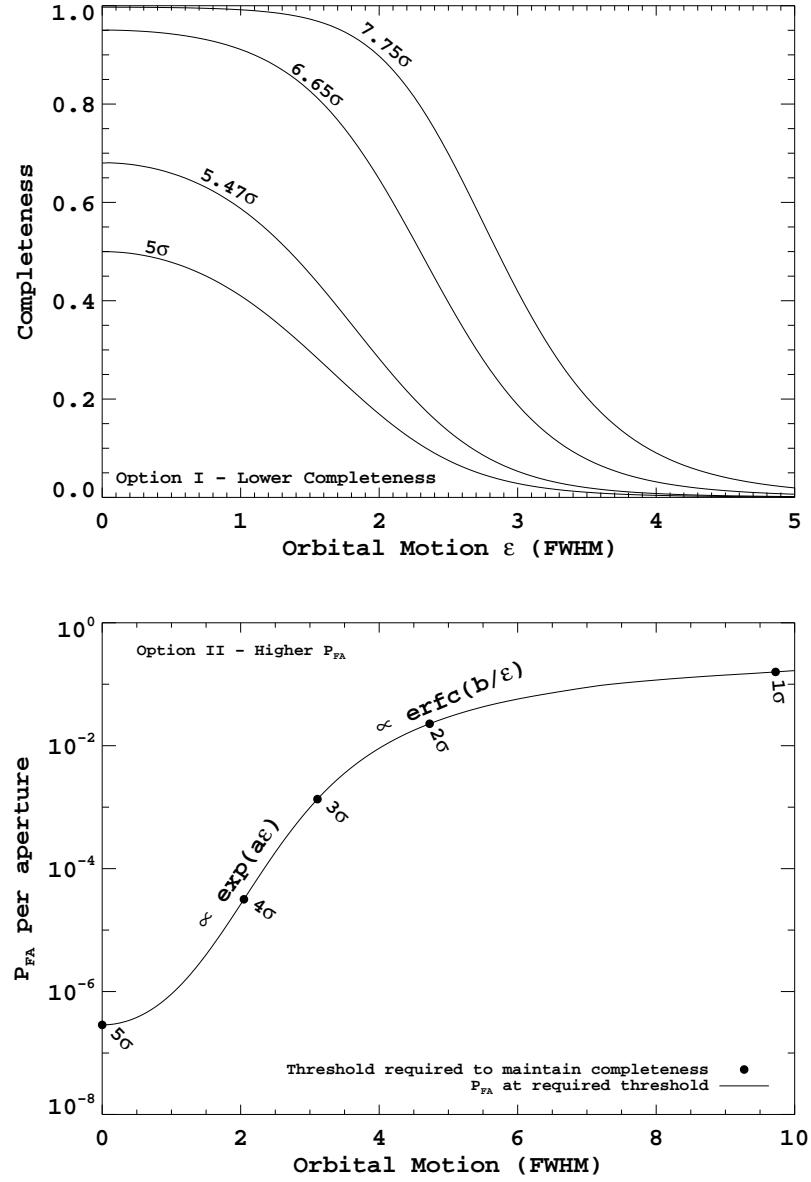 1.0
0.8
0.6
0.4
0.2
0.0
Completeness
7.75σ
6.65σ
5.47σ
5σ
Option I - Lower Completeness
0 1 2 3 4 5
Orbital Motion ε (FWHM)
10⁰
10⁻²
10⁻⁴
10⁻⁶
10⁻⁸
P_FA per aperture
Option II - Higher P_FA
∝ erfc(b/ε)
∝ exp(aε)
1σ
2σ
3σ
4σ
5σ
Threshold required to maintain completeness
P_FA at required threshold
0 2 4 6 8 10
Orbital Motion (FWHM)